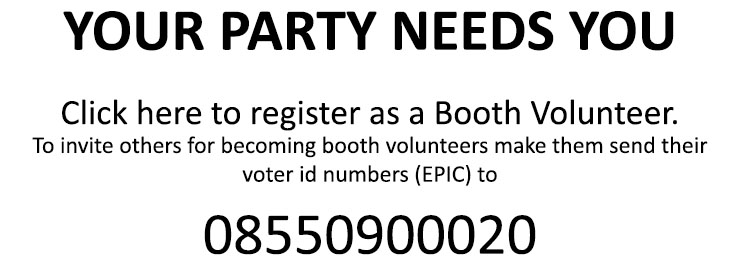 YOUR PARTY NEEDS YOU
Click here to register as a Booth Volunteer.
To invite others for becoming booth volunteers make them send their
voter id numbers (EPIC) to
08550900020